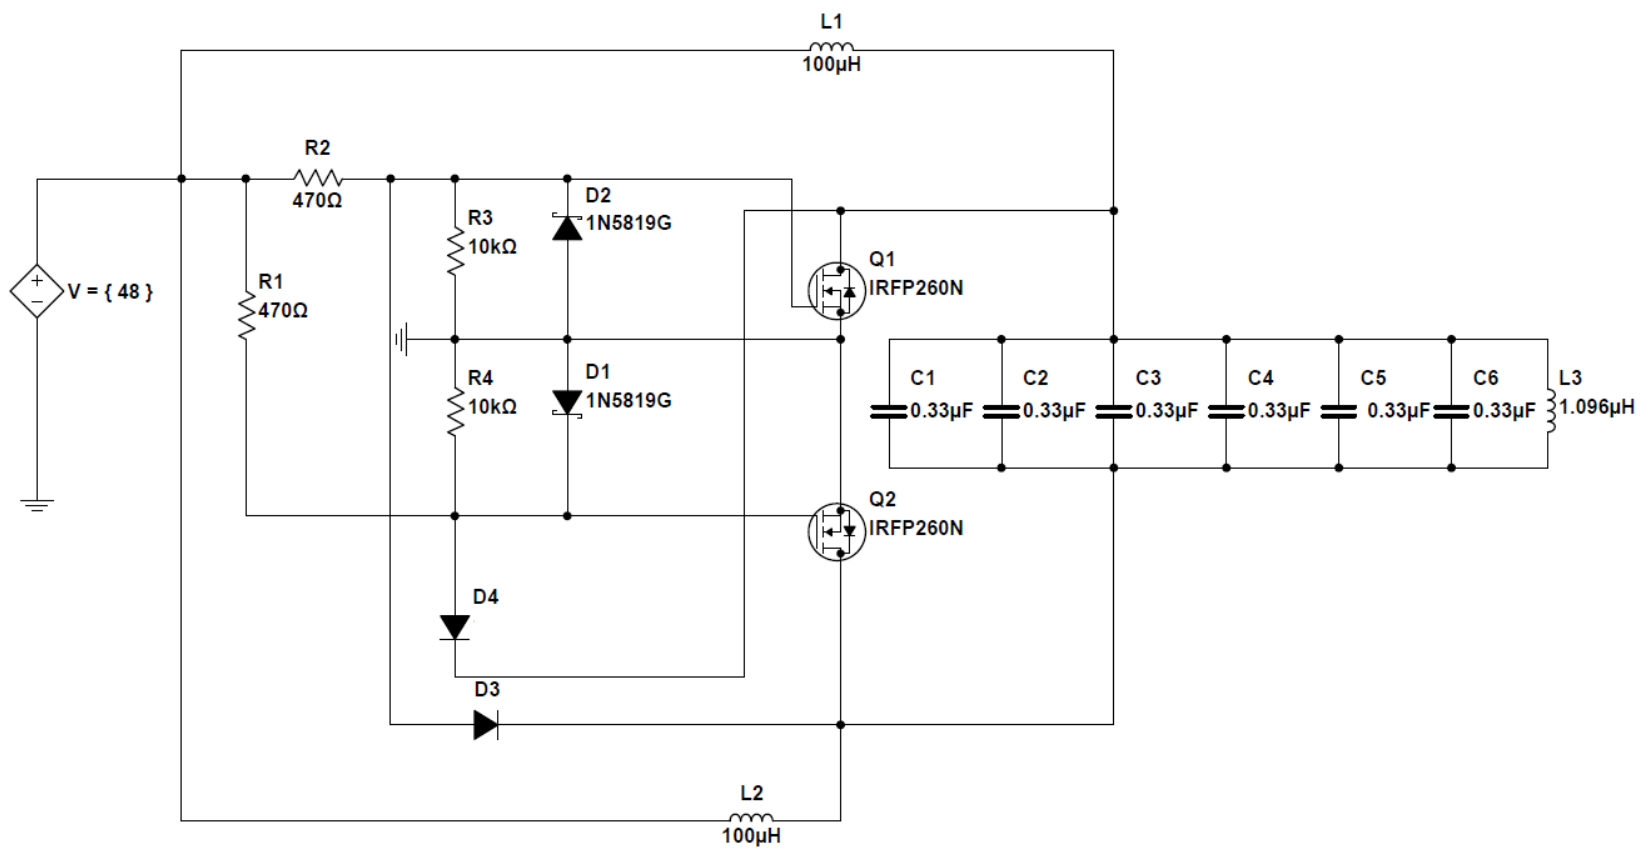 L1
100µH
R2
470Ω
D2
1N5819G
R3
10kΩ
Q1
IRFP260N
R1
470Ω
+
−
V = { 48 }
D1
1N5819G
R4
10kΩ
C1
0.33µF
C2
0.33µF
C3
0.33µF
C4
0.33µF
C5
0.33µF
C6
0.33µF
L3
1.096µH
Q2
IRFP260N
D4
D3
L2
100µH